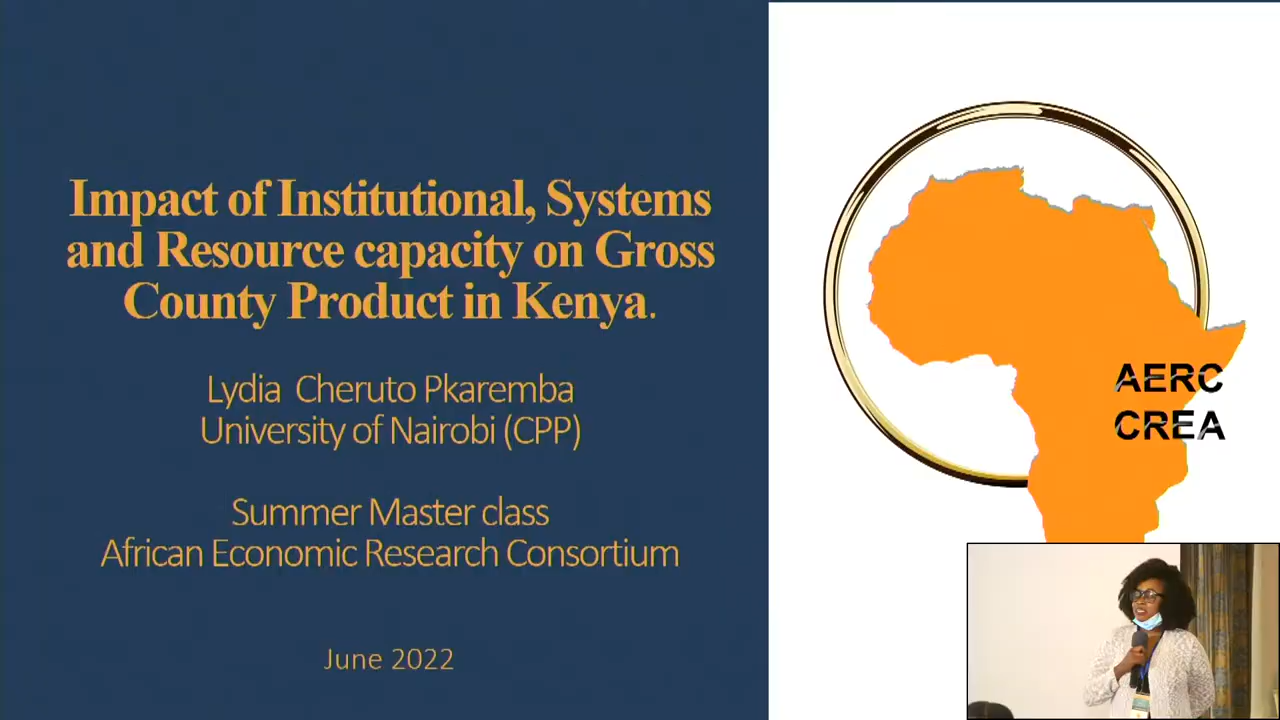 Impact of Institutional, Systems
and Resource capacity on Gross
County Product in Kenya.
Lydia Cheruto Pkaremba
University of Nairobi (CPP)
Summer Master class
African Economic Research Consortium
June 2022
AERC
CREA